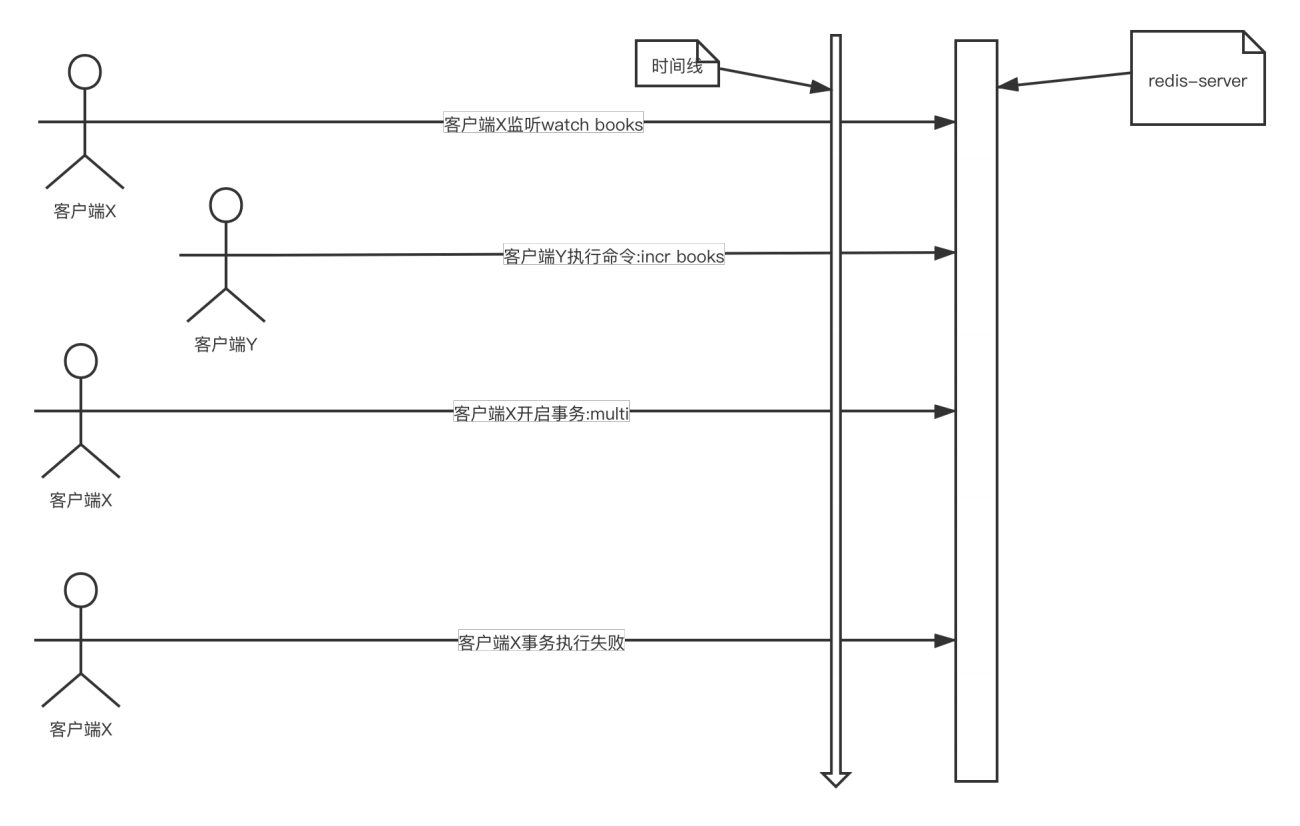 时间线
redis-server
客户端X监听watch books
客户端X
客户端Y执行命令:incr books
客户端Y
客户端X开启事务:multi
客户端X
客户端X事务执行失败
客户端X